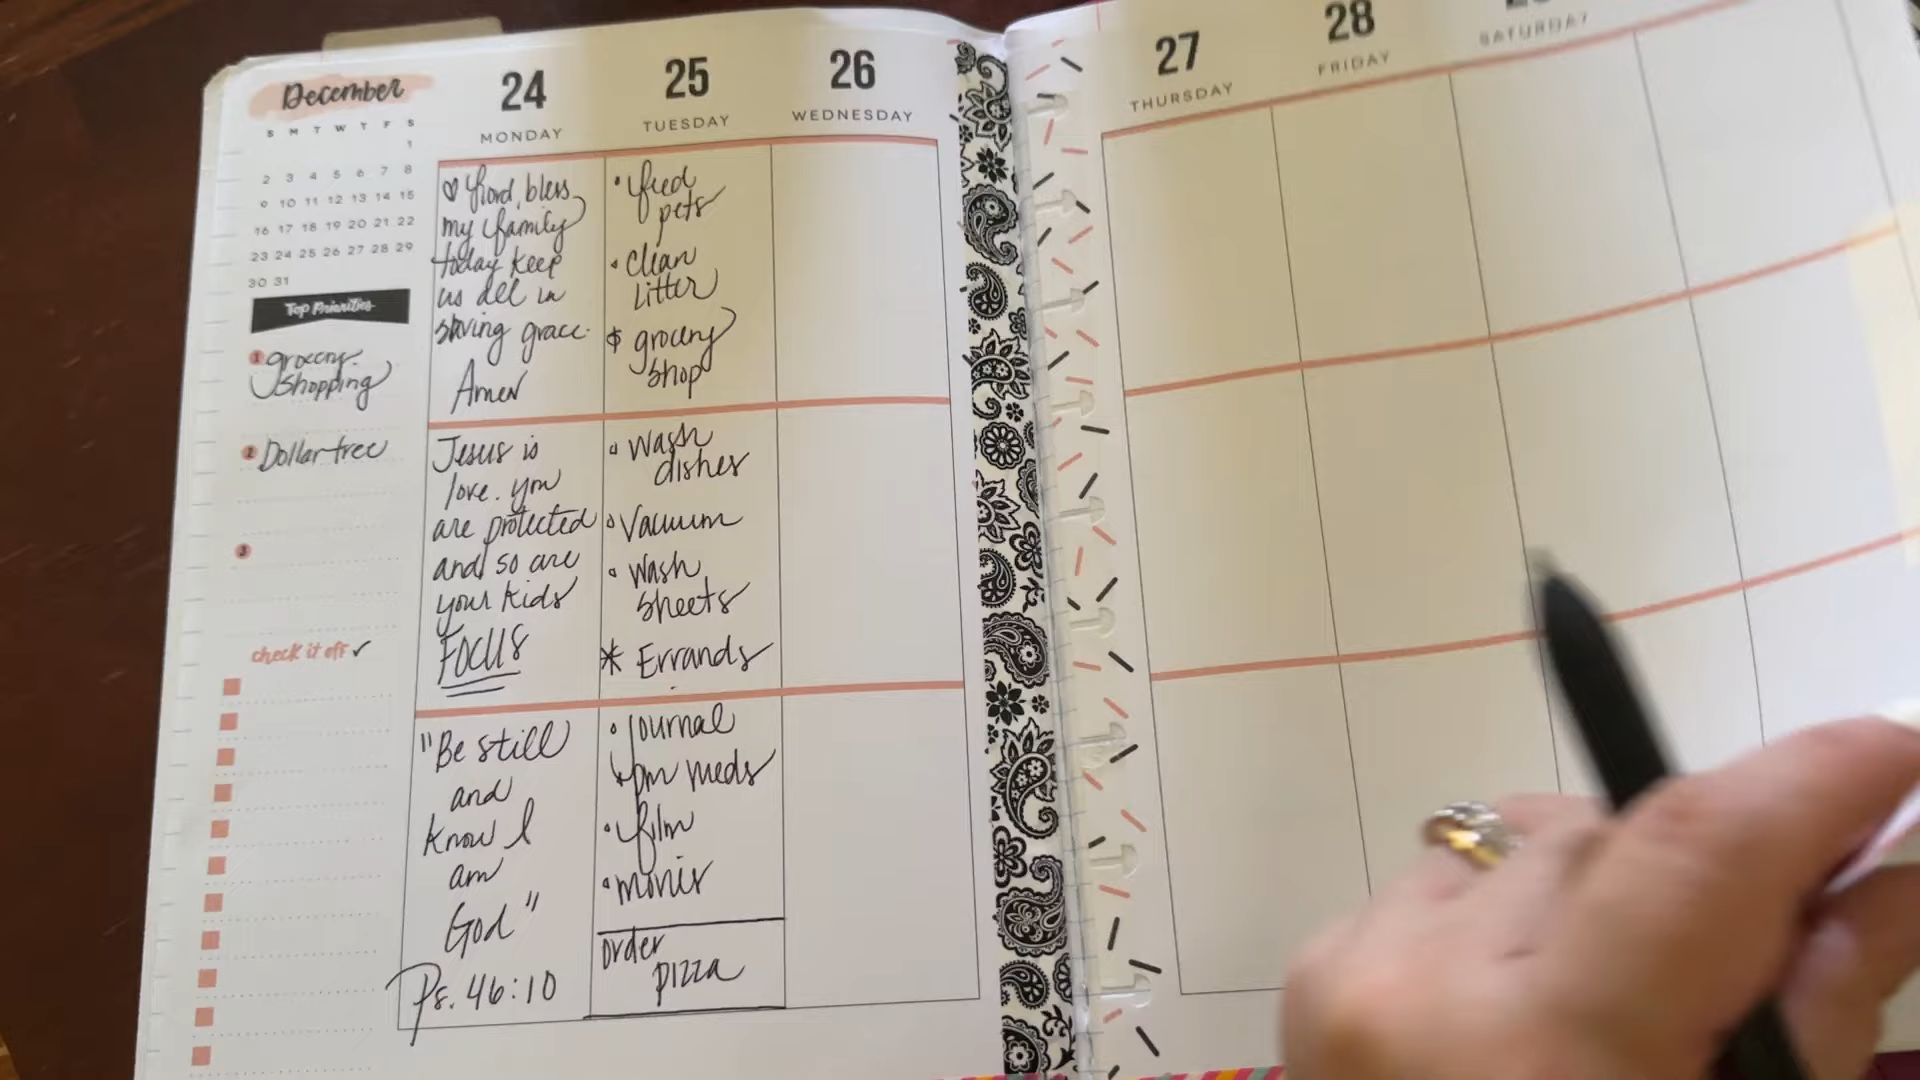 December
S M T W T F S
1
2 3 4 5 6 7 8
9 10 11 12 13 14 15
16 17 18 19 20 21 22
23 24 25 26 27 28 29
30 31
Top Priorities
1 grocery
shopping
2 Dollar tree
3
check it off ✓
24
MONDAY
♡ Lord, bless
my family
today keep
us all in
saving grace.
Amen
Jesus is
love. you
are protected
and so are
your kids
FOCUS
"Be still
and
know I
am
God"
Ps. 46:10
25
TUESDAY
• feed
pets
• clean
litter
$ grocery
shop
• Wash
dishes
• Vacuum
• Wash
sheets
* Errands
• journal
pm meds
• film
order
pizza
26
WEDNESDAY
27
THURSDAY
28
FRIDAY
SATURDAY